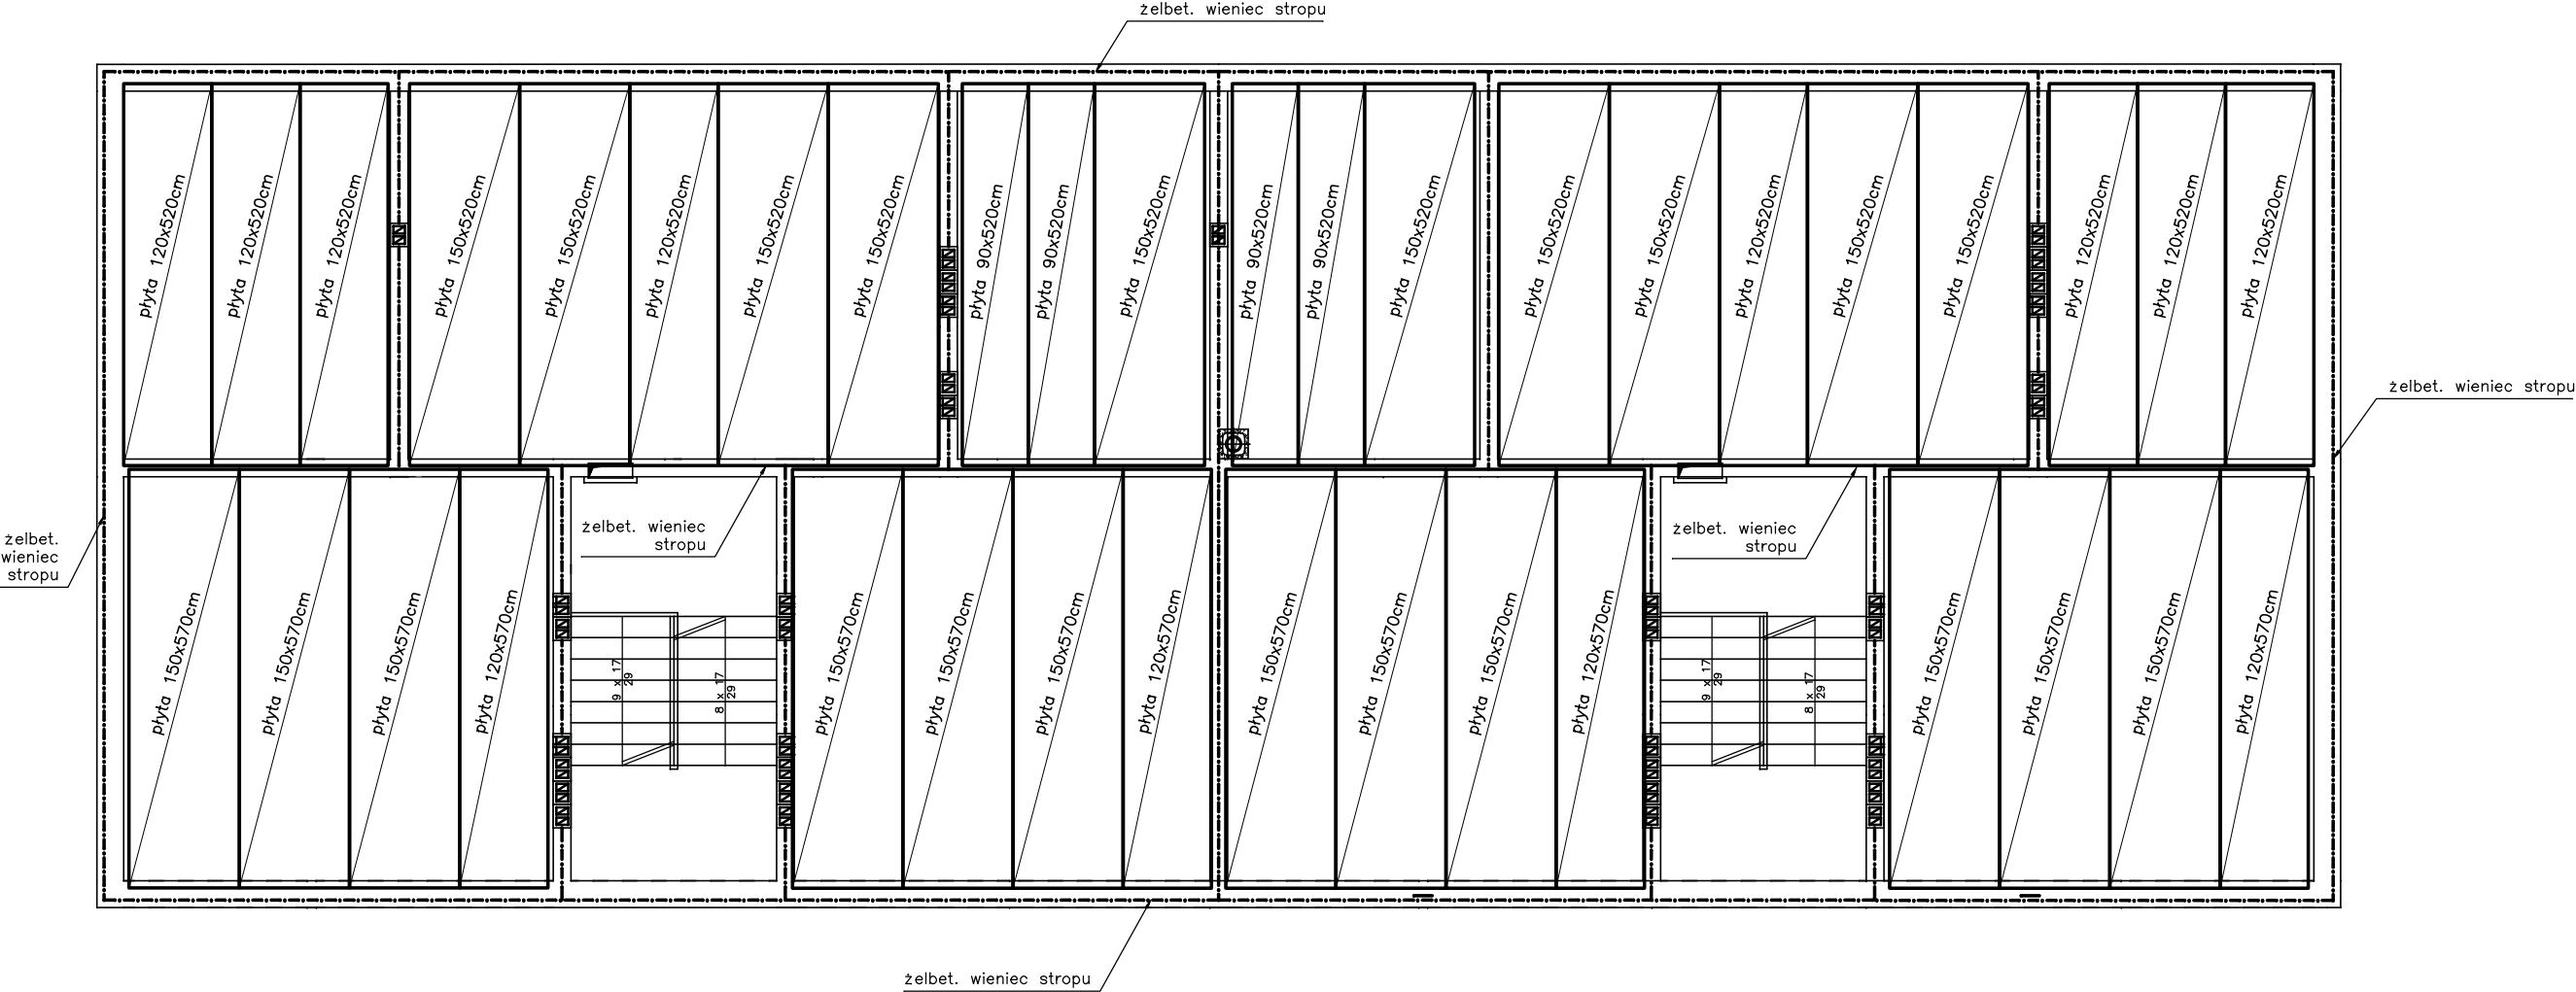 żelbet. wieniec stropu
płyta 120x520cm
płyta 120x520cm
płyta 120x520cm
płyta 150x520cm
płyta 150x520cm
płyta 120x520cm
płyta 150x520cm
płyta 150x520cm
płyta 90x520cm
płyta 90x520cm
płyta 150x520cm
płyta 90x520cm
płyta 90x520cm
płyta 150x520cm
płyta 150x520cm
płyta 150x520cm
płyta 120x520cm
płyta 150x520cm
płyta 150x520cm
płyta 120x520cm
płyta 120x520cm
płyta 120x520cm
żelbet. wieniec stropu
żelbet.
wieniec
stropu
żelbet. wieniec
stropu
żelbet. wieniec
stropu
płyta 150x570cm
płyta 150x570cm
płyta 150x570cm
płyta 120x570cm
9 x 17
29
8 x 17
29
płyta 150x570cm
płyta 150x570cm
płyta 150x570cm
płyta 120x570cm
płyta 150x570cm
płyta 150x570cm
płyta 150x570cm
płyta 120x570cm
9 x 17
29
8 x 17
29
płyta 150x570cm
płyta 150x570cm
płyta 150x570cm
płyta 120x570cm
żelbet. wieniec stropu